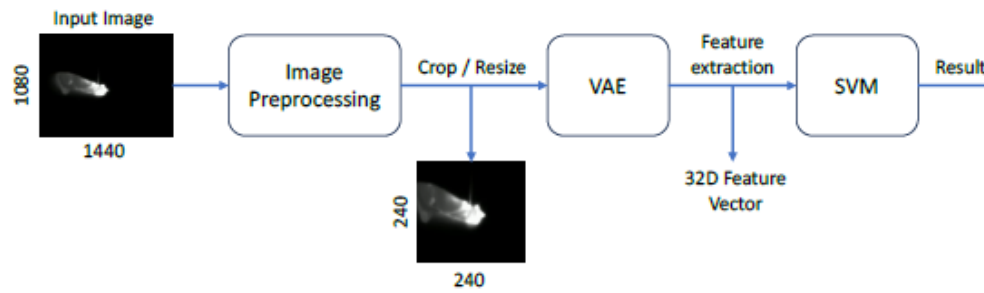 Input Image
1080
1440
Image
Preprocessing
Crop / Resize
240
240
VAE
Feature
extraction
32D Feature
Vector
SVM
Result